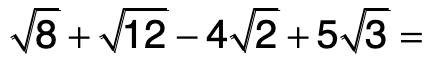 √8 + √12 − 4√2 + 5√3 =